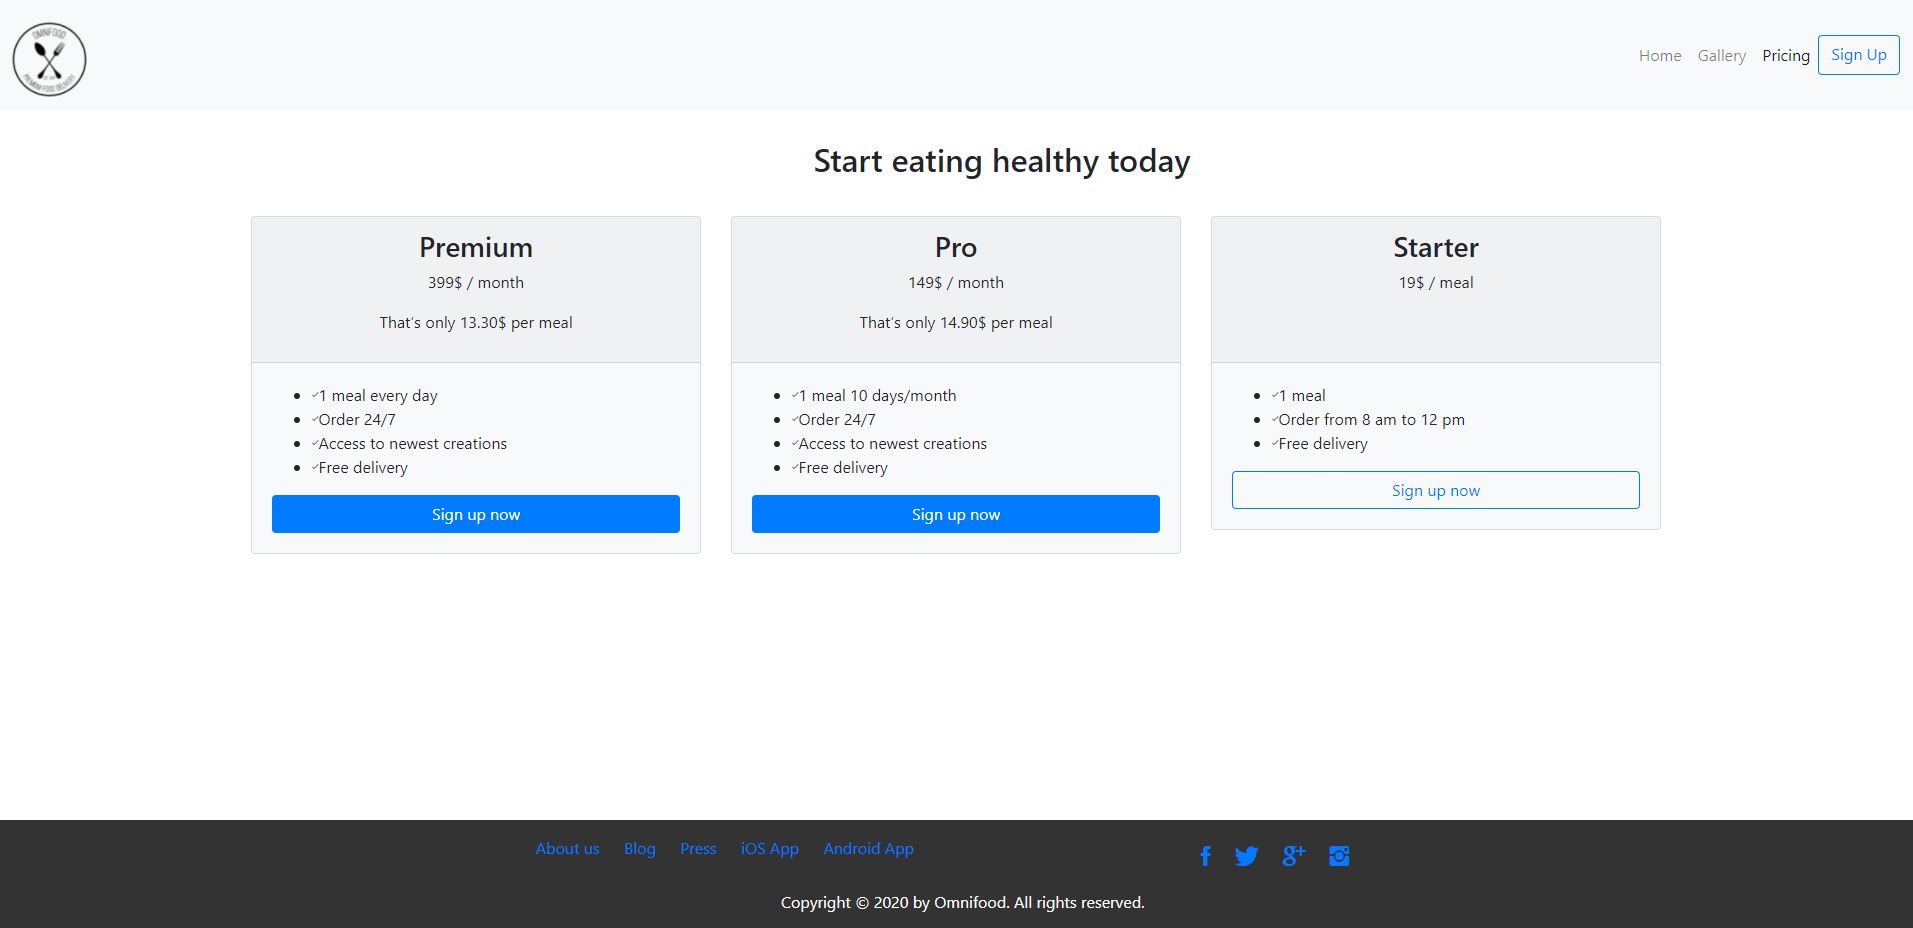 OMNIFOOD
PREMIUM FOOD DELIVERY
Home Gallery Pricing Sign Up
Start eating healthy today
Premium
399$ / month
That's only 13.30$ per meal
1 meal every day
Order 24/7
Access to newest creations
Free delivery
Sign up now
Pro
149$ / month
That's only 14.90$ per meal
1 meal 10 days/month
Order 24/7
Access to newest creations
Free delivery
Sign up now
Starter
19$ / meal
1 meal
Order from 8 am to 12 pm
Free delivery
Sign up now
About us Blog Press iOS App Android App
Copyright © 2020 by Omnifood. All rights reserved.